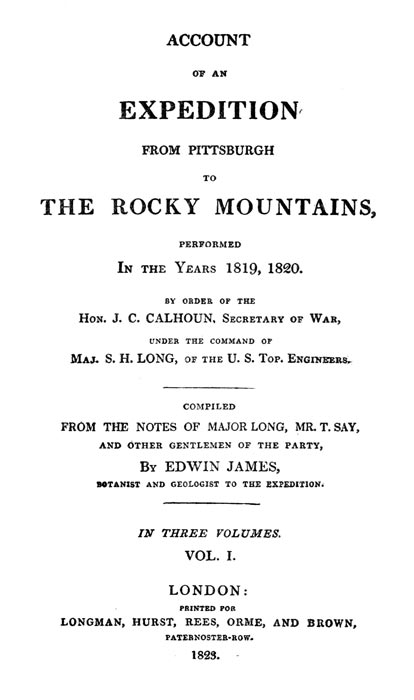 ACCOUNT
OF AN
EXPEDITION
FROM PITTSBURGH
TO
THE ROCKY MOUNTAINS,
PERFORMED
IN THE YEARS 1819, 1820.
BY ORDER OF THE
HON. J. C. CALHOUN, SECRETARY OF WAR,
UNDER THE COMMAND OF
MAJ. S. H. LONG, OF THE U. S. TOP. ENGINEERS.
COMPILED
FROM THE NOTES OF MAJOR LONG, MR. T. SAY,
AND OTHER GENTLEMEN OF THE PARTY,
BY EDWIN JAMES,
BOTANIST AND GEOLOGIST TO THE EXPEDITION.
IN THREE VOLUMES.
VOL. I.
LONDON:
PRINTED FOR
LONGMAN, HURST, REES, ORME, AND BROWN,
PATERNOSTER-ROW.
1823.